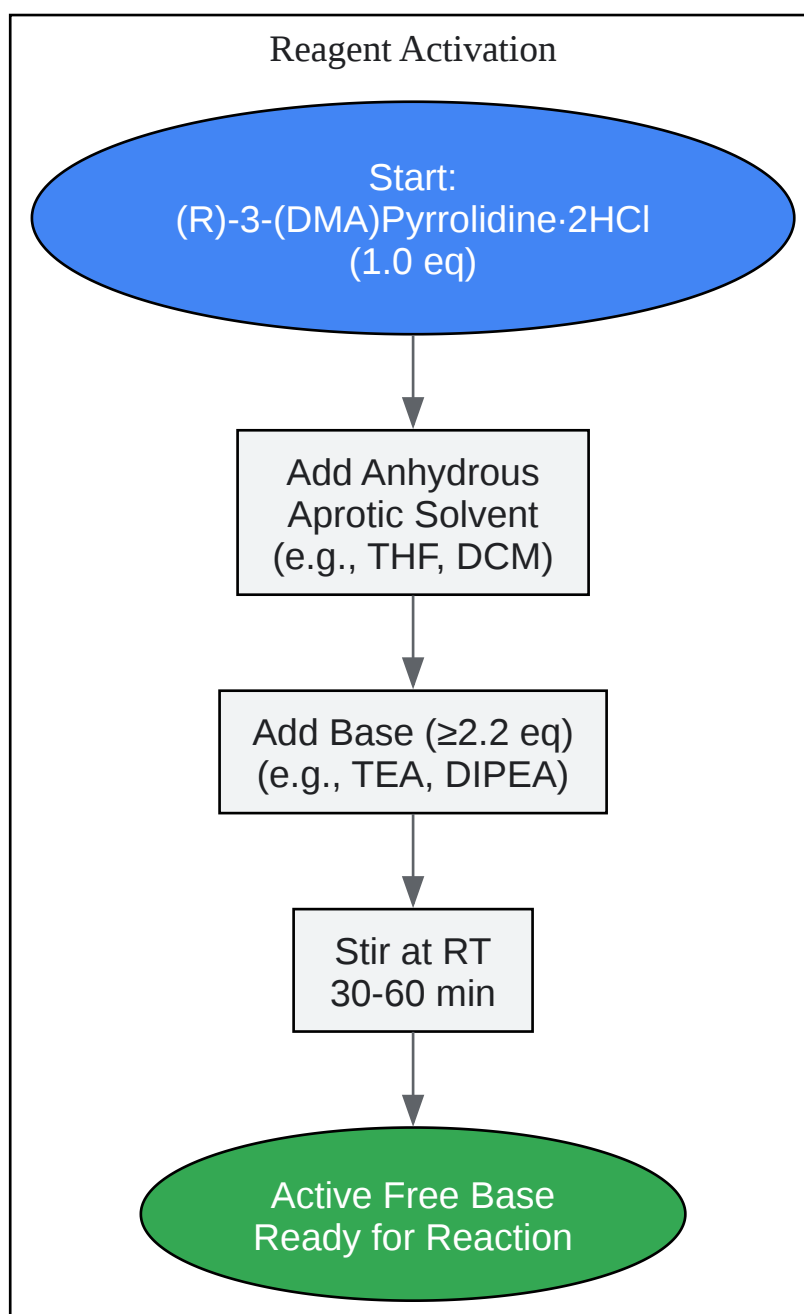 Reagent Activation
Start:
(R)-3-(DMA)Pyrrolidine·2HCl
(1.0 eq)
Add Anhydrous
Aprotic Solvent
(e.g., THF, DCM)
Add Base (≥2.2 eq)
(e.g., TEA, DIPEA)
Stir at RT
30-60 min
Active Free Base
Ready for Reaction